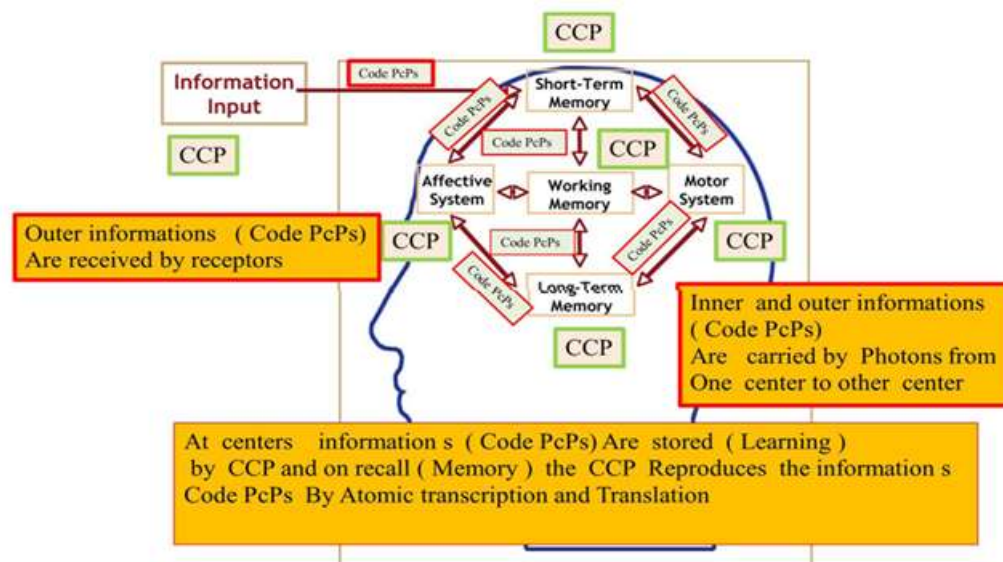 CCP
Code PcPs
Information
Input
Short-Term
Memory
Code PcPs
Code PcPs
Code PcPs
CCP
CCP
Affective
System
Working
Memory
Motor
System
Outer informations ( Code PcPs)
Are received by receptors
CCP
Code PcPs
Code PcPs
CCP
Code PcPs
Long-Term
Memory
Inner and outer informations
( Code PcPs)
Are carried by Photons from
One center to other center
CCP
At centers information s ( Code PcPs) Are stored ( Learning )
by CCP and on recall ( Memory ) the CCP Reproduces the information s
Code PcPs By Atomic transcription and Translation